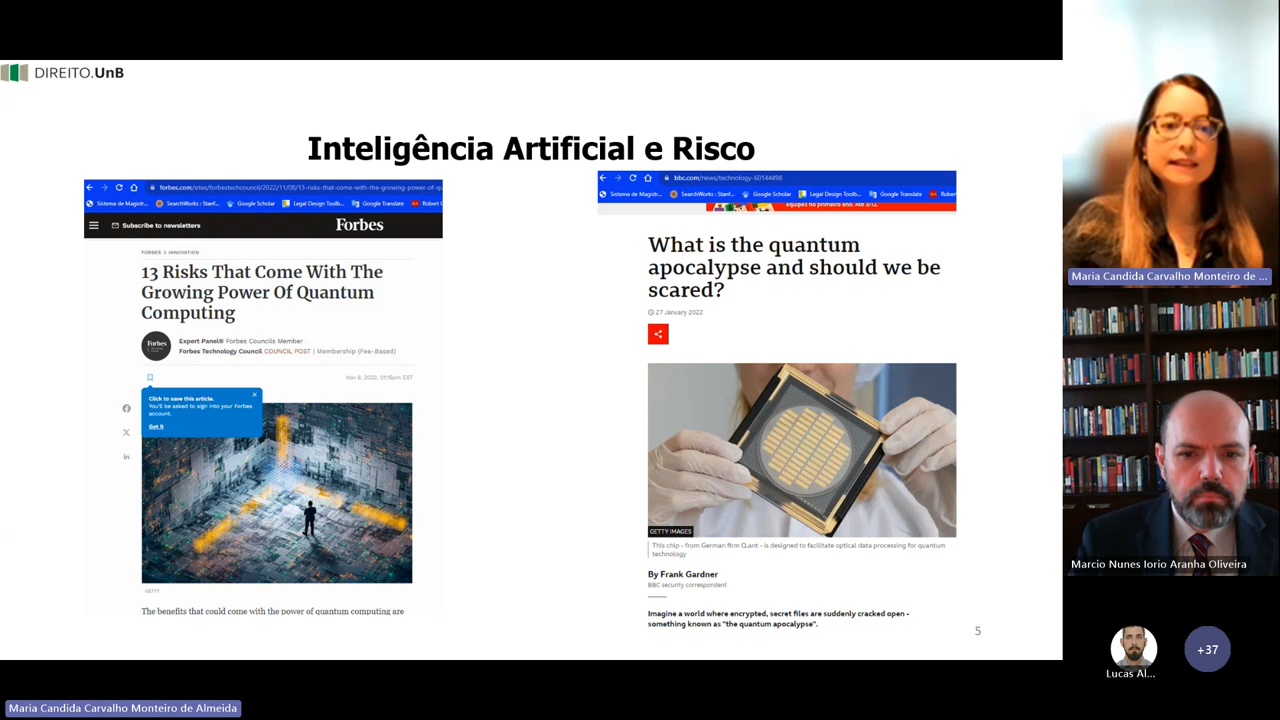 DIREITO.UnB
Inteligência Artificial e Risco
forbes.com/sites/forbestechcouncil/2022/11/08/13-risks-that-come-with-the-growing-power-of-qu
Sistema de Magistr...
SearchWorks : Stanf...
Google Scholar
Legal Design Toolb...
Google Translate
Robert C
Subscribe to newsletters
Forbes
FORBES > INNOVATION
13 Risks That Come With The
Growing Power Of Quantum
Computing
Forbes
Expert Panel® Forbes Councils Member
Forbes Technology Council COUNCIL POST | Membership (Fee-Based)
Nov 8, 2022, 01:15pm EST
Click to save this article.
You'll be asked to sign into your Forbes
account.
Got it
GETTY
The benefits that could come with the power of quantum computing are
bbc.com/news/technology-60144498
Sistema de Magistr...
SearchWorks : Stanf...
Google Scholar
Legal Design Toolb...
Google Translate
Rober
equipes no primeiro ano. Até 3/12.
What is the quantum
apocalypse and should we be
scared?
27 January 2022
GETTY IMAGES
This chip - from German firm Q.ant - is designed to facilitate optical data processing for quantum
technology
By Frank Gardner
BBC security correspondent
Imagine a world where encrypted, secret files are suddenly cracked open -
something known as "the quantum apocalypse".
5
Maria Candida Carvalho Monteiro de ...
Marcio Nunes Iorio Aranha Oliveira
Lucas Al...
+37
Maria Candida Carvalho Monteiro de Almeida